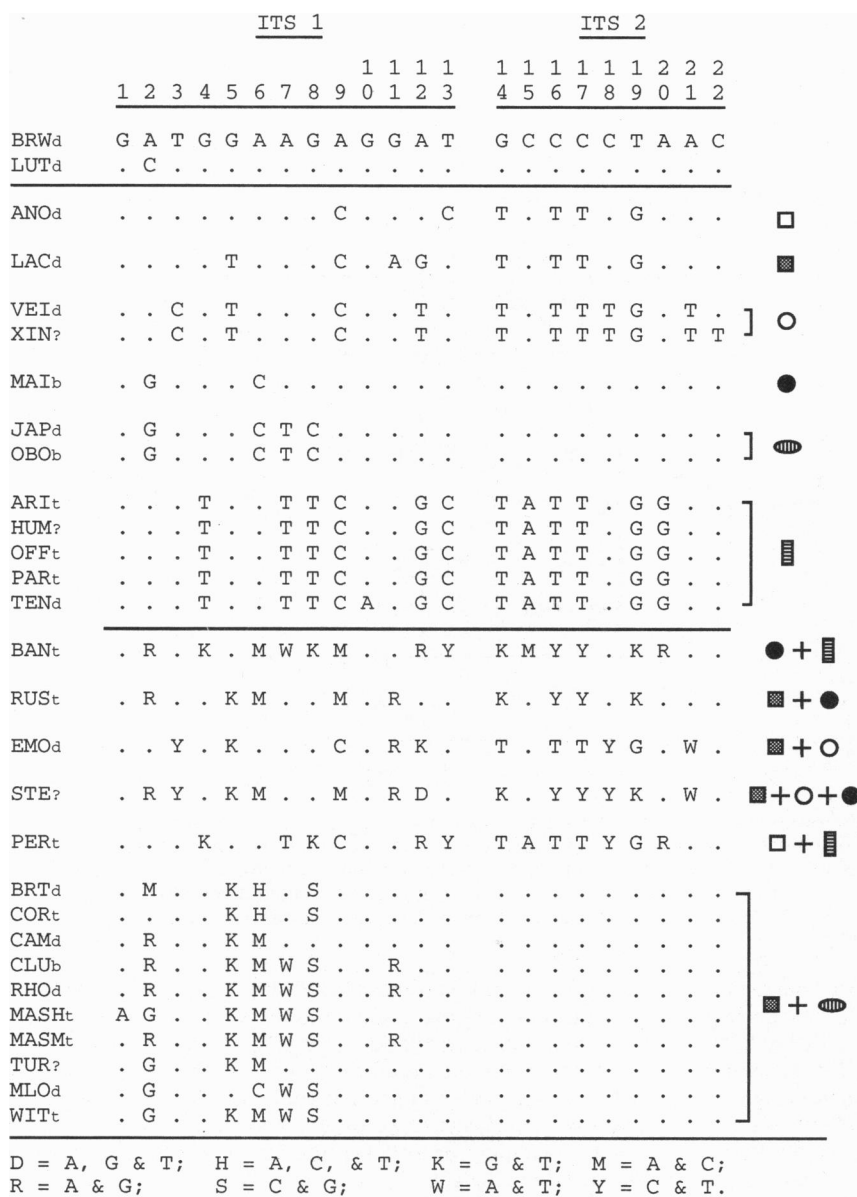 ITS 1 ITS 2
1 1 1 1 1 1 1 1 1 1 2 2 2
1 2 3 4 5 6 7 8 9 0 1 2 3 4 5 6 7 8 9 0 1 2
BRWd G A T G G A A G A G G A T G C C C C T A A C
LUTd . C . . . . . . . . . . . . . . . . . . . .
ANOd . . . . . . . . C . . . C T . T T . G . . .
LACd . . . . T . . . C . A G . T . T T . G . . .
VEId . . C . T . . . C . . T . T . T T T G . T .
XIN? . . C . T . . . C . . T . T . T T T G . T T
MAIb . G . . . C . . . . . . . . . . . . . . . .
JAPd . G . . . C T C . . . . . . . . . . . . . .
OBOb . G . . . C T C . . . . . . . . . . . . . .
ARIt . . . T . . T T C . . G C T A T T . G G . .
HUM? . . . T . . T T C . . G C T A T T . G G . .
OFFt . . . T . . T T C . . G C T A T T . G G . .
PARt . . . T . . T T C . . G C T A T T . G G . .
TENd . . . T . . T T C A . G C T A T T . G G . .
BANt . R . K . M W K M . . R Y K M Y Y . K R . . +
RUSt . R . . K M . . M . R . . K . Y Y . K . . . +
EMOd . . Y . K . . . C . R K . T . T T Y G . W . +
STE? . R Y . K M . . M . R D . K . Y Y Y K . W . + +
PERt . . . K . . T K C . . R Y T A T T Y G R . . +
BRTd . M . . K H . S . . . . . . . . . . . . . .
CORt . . . . K H . S . . . . . . . . . . . . . .
CAMd . R . . K M . . . . . . . . . . . . . . . .
CLUb . R . . K M W S . . R . . . . . . . . . . .
RHOd . R . . K M W S . . R . . . . . . . . . . .
MASHt A G . . K M W S . . . . . . . . . . . . . . +
MASMt . R . . K M W S . . R . . . . . . . . . . .
TUR? . G . . K M . . . . . . . . . . . . . . . .
MLOd . G . . . C W S . . . . . . . . . . . . . .
WITt . G . . K M W S . . . . . . . . . . . . . .
D = A, G & T; H = A, C, & T; K = G & T; M = A & C;
R = A & G; S = C & G; W = A & T; Y = C & T.